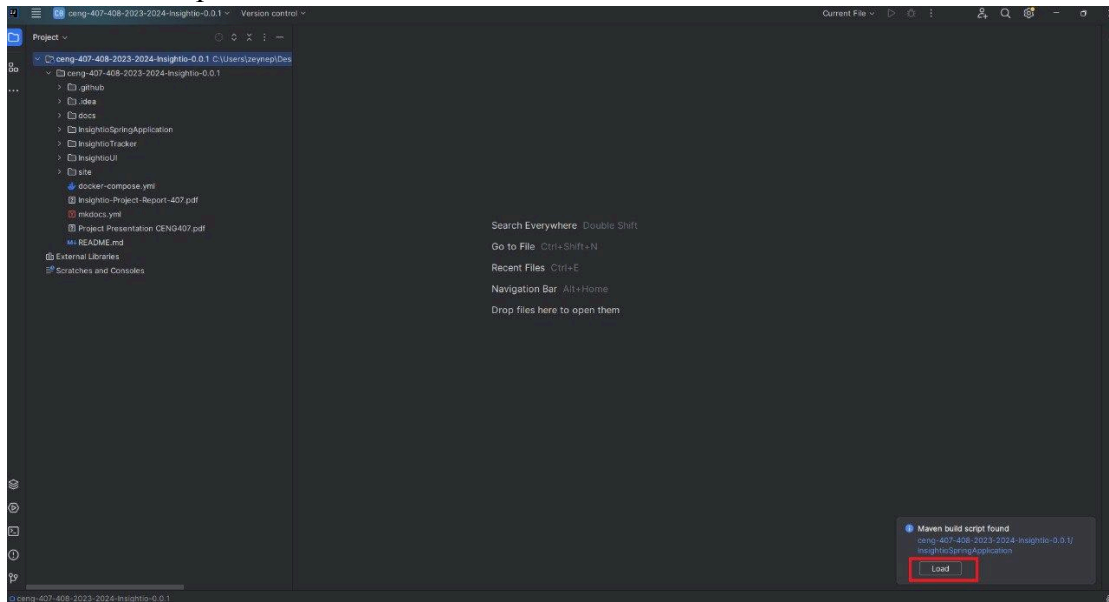 ceng-407-408-2023-2024-Insightio-0.0.1 Version control Current File
Project
ceng-407-408-2023-2024-Insightio-0.0.1 C:\Users\zeynep\Des
ceng-407-408-2023-2024-Insightio-0.0.1
.github
.idea
docs
InsightioSpringApplication
InsightioTracker
InsightioUI
site
docker-compose.yml
Insightio-Project-Report-407.pdf
mkdocs.yml
Project Presentation CENG407.pdf
README.md
External Libraries
Scratches and Consoles
Search Everywhere Double Shift
Go to File Ctrl+Shift+N
Recent Files Ctrl+E
Navigation Bar Alt+Home
Drop files here to open them
Maven build script found
ceng-407-408-2023-2024-Insightio-0.0.1/
InsightioSpringApplication
Load
ceng-407-408-2023-2024-Insightio-0.0.1